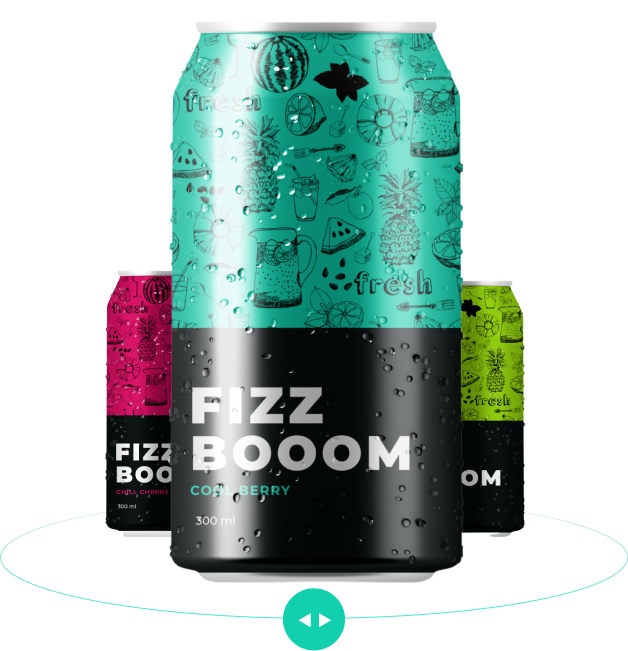 fresh
fresh
FIZZ
BOOOM
COOL BERRY
300 ml
fresh
FIZZ
BOO
CHILI, CHERRY
300 ml
fresh
OM